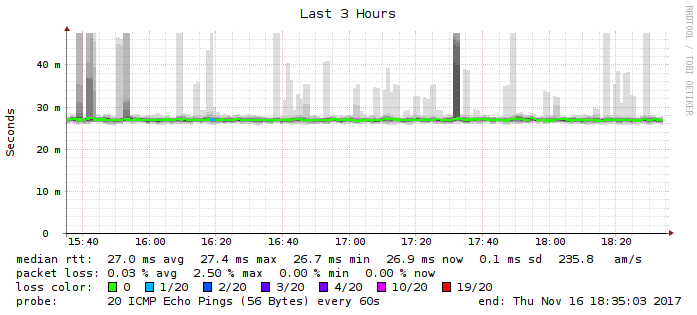 Last 3 Hours
RRDTOOL / TOBI OETIKER
Seconds
40 m
30 m
20 m
10 m
0
15:40 16:00 16:20 16:40 17:00 17:20 17:40 18:00 18:20
median rtt: 27.0 ms avg 27.4 ms max 26.7 ms min 26.9 ms now 0.1 ms sd 235.8 am/s
packet loss: 0.03 % avg 2.50 % max 0.00 % min 0.00 % now
loss color: 0 1/20 2/20 3/20 4/20 10/20 19/20
probe: 20 ICMP Echo Pings (56 Bytes) every 60s end: Thu Nov 16 18:35:03 2017